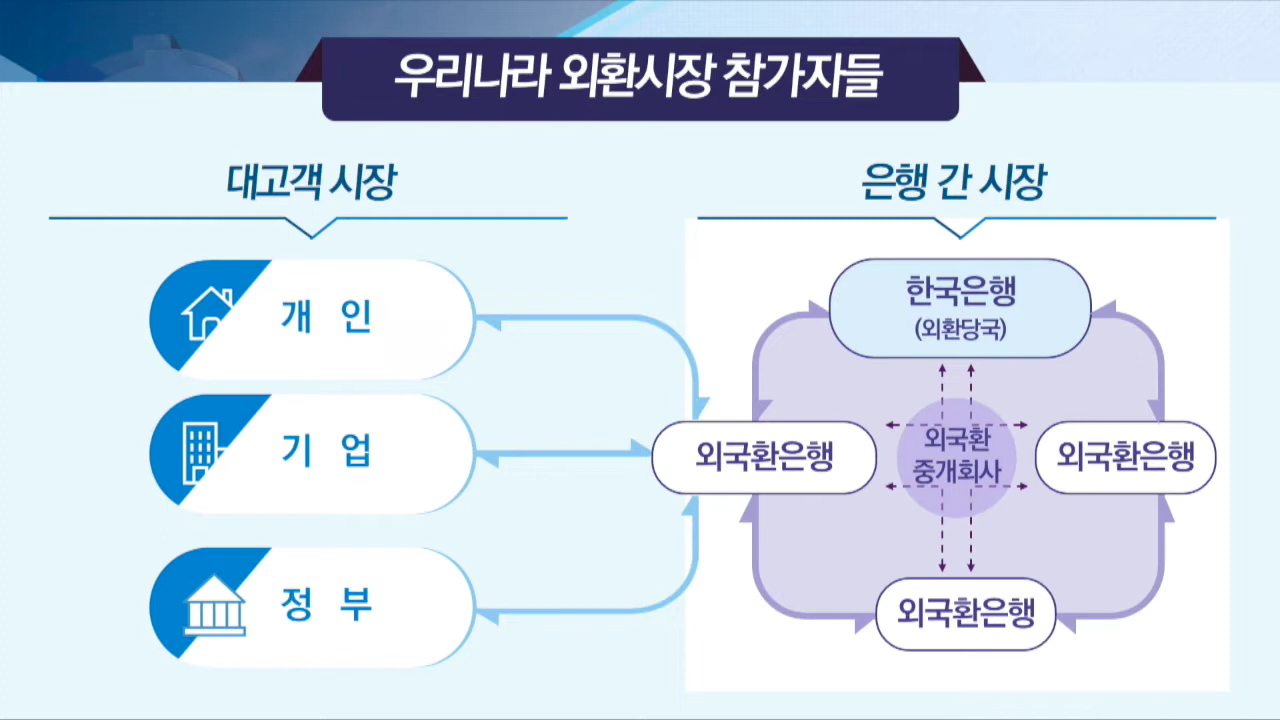 우리나라 외환시장 참가자들
대고객 시장
은행 간 시장
개 인
기 업
정 부
한국은행
(외환당국)
외국환은행
외국환
중개회사
외국환은행
외국환은행